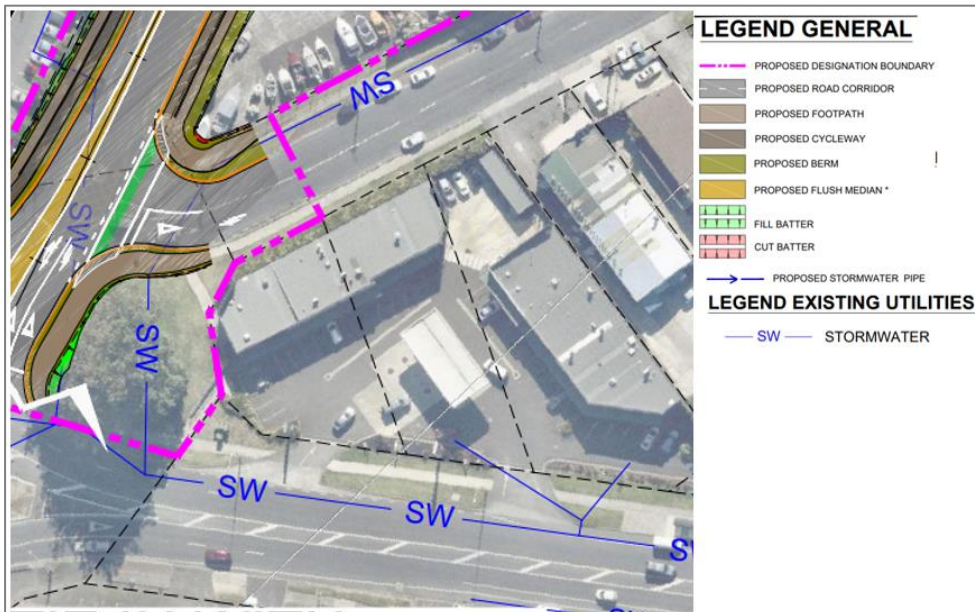 LEGEND GENERAL
PROPOSED DESIGNATION BOUNDARY
PROPOSED ROAD CORRIDOR
PROPOSED FOOTPATH
PROPOSED CYCLEWAY
PROPOSED BERM
PROPOSED FLUSH MEDIAN *
FILL BATTER
CUT BATTER
PROPOSED STORMWATER PIPE
LEGEND EXISTING UTILITIES
SW STORMWATER
SW
SW
SW
SW
SW